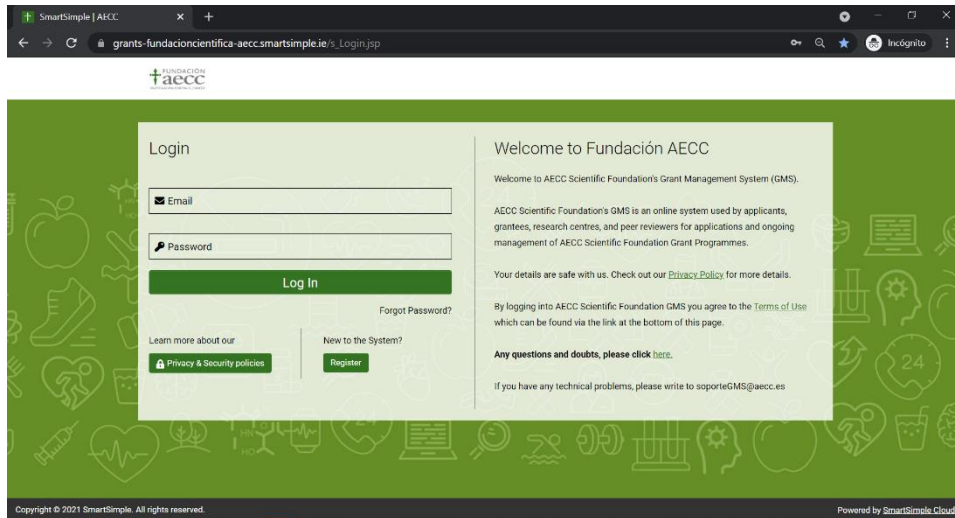 SmartSimple | AECC
grants-fundacioncientifica-aecc.smartsimple.ie/s_Login.jsp
Incógnito
FUNDACIÓN
aecc
Login
Email
Password
Log In
Forgot Password?
Learn more about our
Privacy & Security policies
New to the System?
Register
Welcome to Fundación AECC
Welcome to AECC Scientific Foundation's Grant Management System (GMS).
AECC Scientific Foundation's GMS is an online system used by applicants,
grantees, research centres, and peer reviewers for applications and ongoing
management of AECC Scientific Foundation Grant Programmes.
Your details are safe with us. Check out our Privacy Policy for more details.
By logging into AECC Scientific Foundation GMS you agree to the Terms of Use
which can be found via the link at the bottom of this page.
Any questions and doubts, please click here.
If you have any technical problems, please write to soporteGMS@aecc.es
24
24
HN
HO
Copyright © 2021 SmartSimple. All rights reserved.
Powered by SmartSimple Cloud